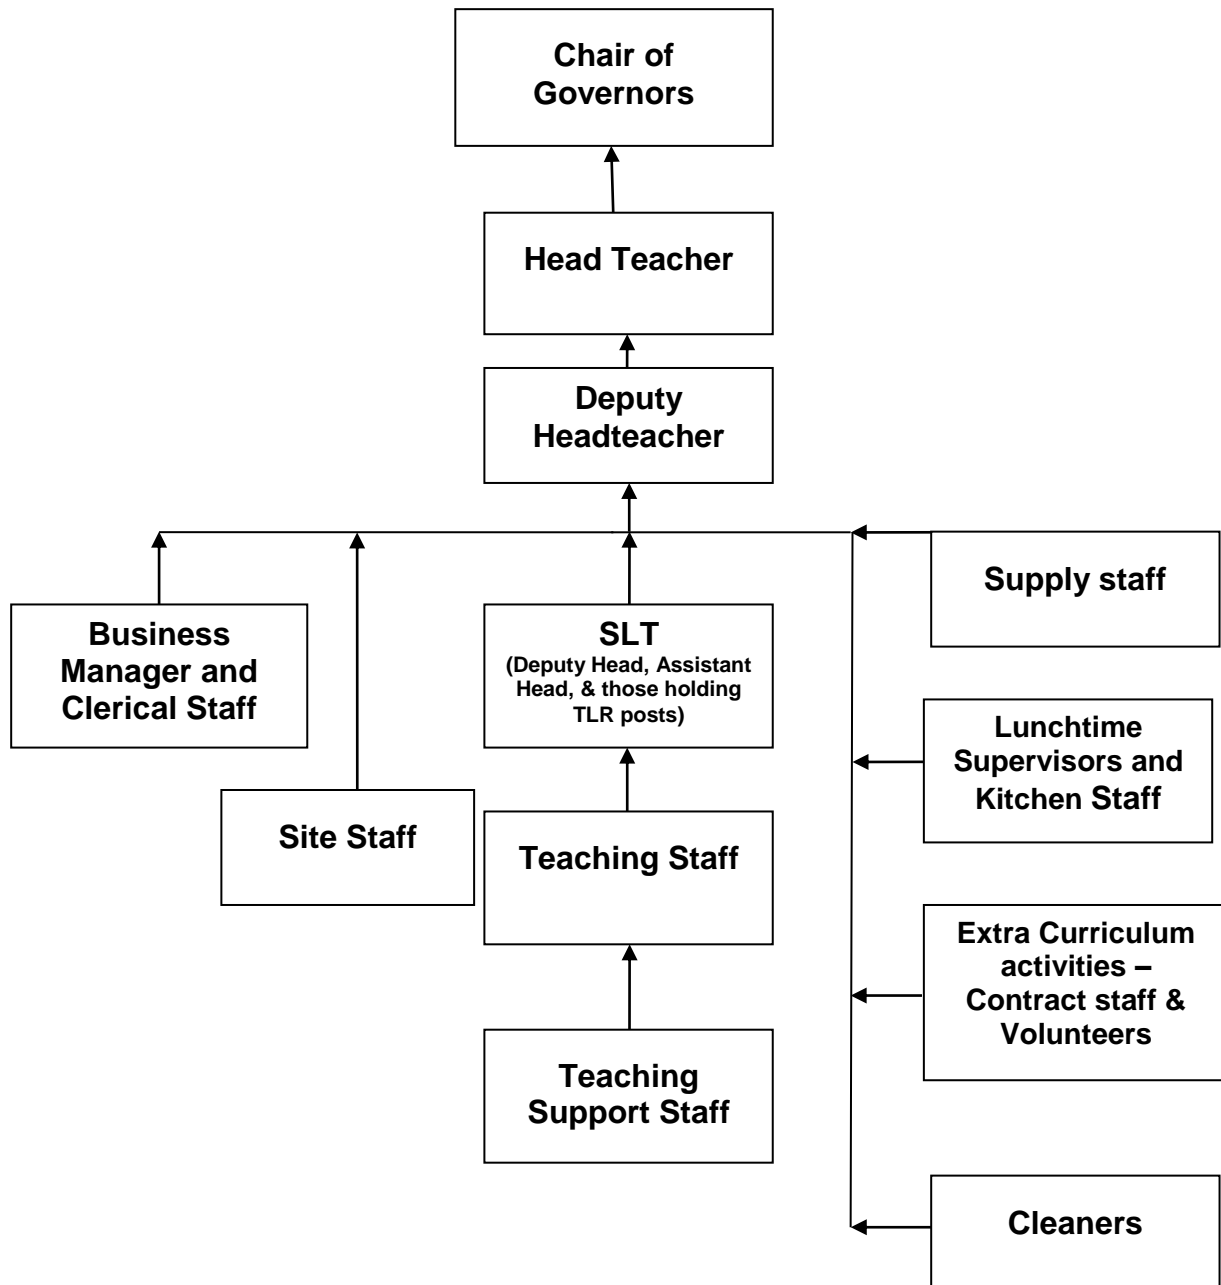 Chair of
Governors
Head Teacher
Deputy
Headteacher
Supply staff
Business
Manager and
Clerical Staff
SLT
(Deputy Head, Assistant
Head, & those holding
TLR posts)
Lunchtime
Supervisors and
Kitchen Staff
Site Staff
Teaching Staff
Extra Curriculum
activities –
Contract staff &
Volunteers
Teaching
Support Staff
Cleaners